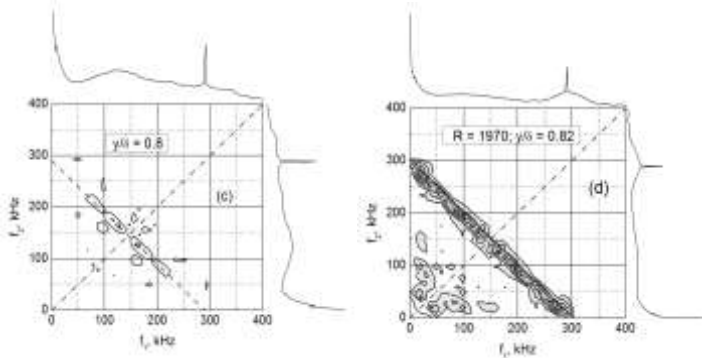 400
y/δ = 0.8
300
(c)
200
100
0
0 100 200 300 400
f₁, kHz
f₂, kHz
400
R = 1970; y/δ = 0.82
300
(d)
200
100
0
0 100 200 300 400
f₁, kHz
f₂, kHz